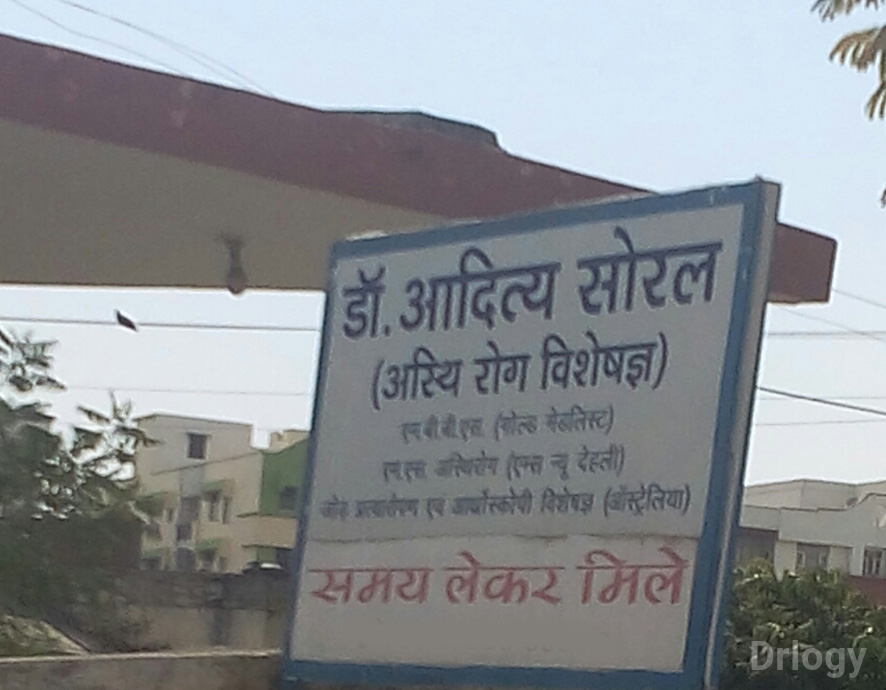 डॉ. आदित्य सोरल
(अस्थि रोग विशेषज्ञ)
एम.बी.बी.एस. (गोल्ड मेडलिस्ट)
एम.एस. अस्थिरोग (एम्स न्यू देहली)
जोड़ प्रत्यारोपण एवं आर्थोस्कोपी विशेषज्ञ (ऑस्ट्रेलिया)
समय लेकर मिले
Drlogy